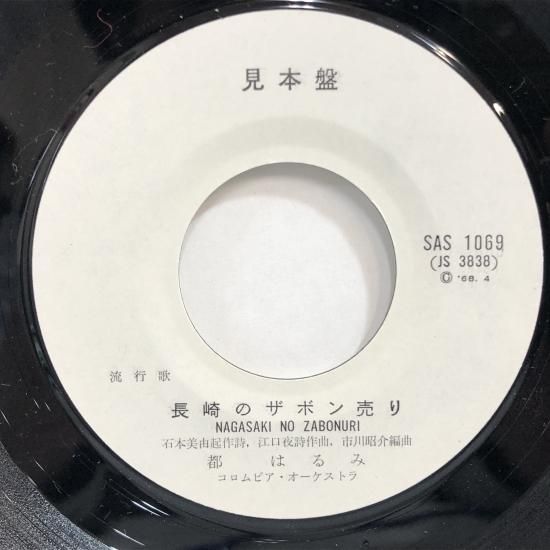 見本盤
SAS 1069
(JS 3838)
© '68. 4
流行歌
長崎のザボン売り
NAGASAKI NO ZABONURI
石本美由起作詩，江口夜詩作曲，市川昭介編曲
都 はるみ
コロムビア・オーケストラ